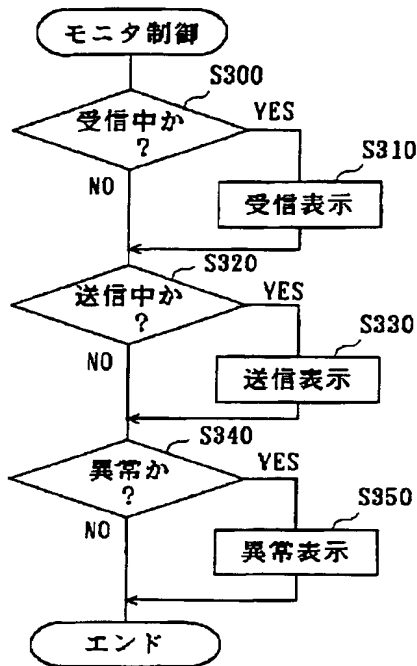 モニタ制御
S300
受信中か
?
YES
NO
S310
受信表示
S320
送信中か
?
YES
NO
S330
送信表示
S340
異常か
?
YES
NO
S350
異常表示
エンド